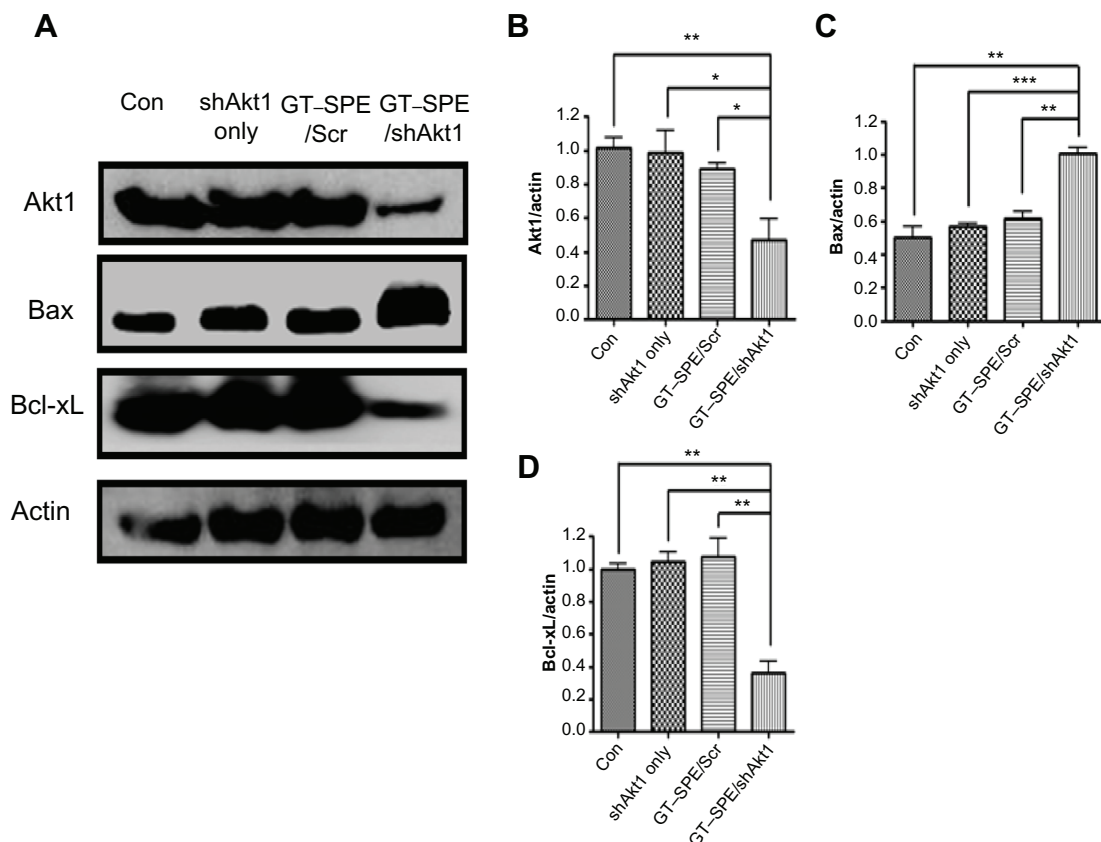 A
Con
shAkt1
only
GT–SPE
/Scr
GT–SPE
/shAkt1
Akt1
Bax
Bcl-xL
Actin
B
**
*
*
Akt1/actin
1.2
1.0
0.8
0.6
0.4
0.2
0.0
Con
shAkt1 only
GT–SPE/Scr
GT–SPE/shAkt1
C
**
***
**
Bax/actin
1.2
1.0
0.8
0.6
0.4
0.2
0.0
Con
shAkt1 only
GT–SPE/Scr
GT–SPE/shAkt1
D
**
**
**
Bcl-xL/actin
1.2
1.0
0.8
0.6
0.4
0.2
0.0
Con
shAkt1 only
GT–SPE/Scr
GT–SPE/shAkt1